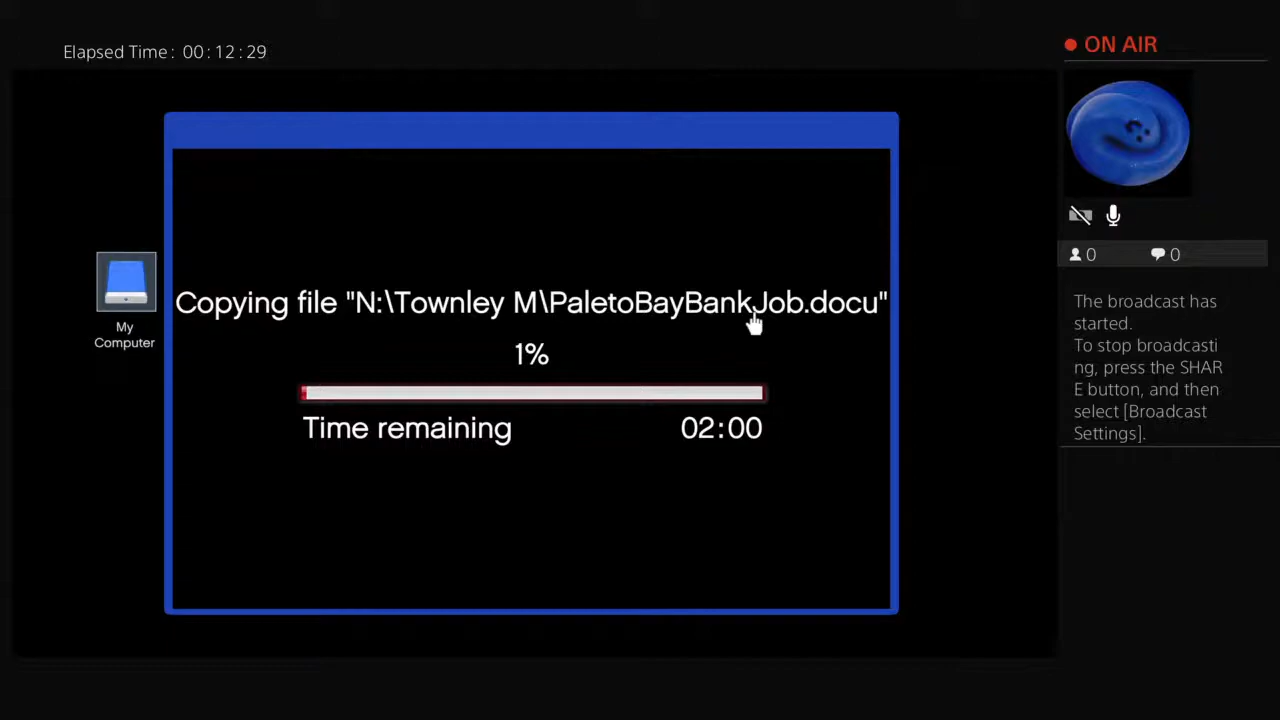 Elapsed Time: 00:12:29
ON AIR
0 0
The broadcast has
started.
To stop broadcasti
ng, press the SHAR
E button, and then
select [Broadcast
Settings].
My
Computer
Copying file "N:\Townley M\PaletoBayBankJob.docu"
1%
Time remaining 02:00